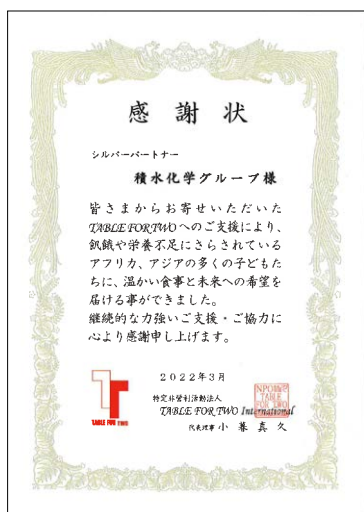 感謝状
シルバーパートナー
積水化学グループ様
皆さまからお寄せいただいた
TABLE FOR TWOへのご支援により、
飢餓や栄養不足にさらされている
アフリカ、アジアの多くの子どもた
ちに、温かい食事と未来への希望を
届ける事ができました。
継続的な力強いご支援・ご協力に
心より感謝申し上げます。
2022年3月
特定非営利活動法人
TABLE FOR TWO International
代表理事 小暮真久
TABLE FOR TWO
NPO法人
TABLE
FOR
TWO